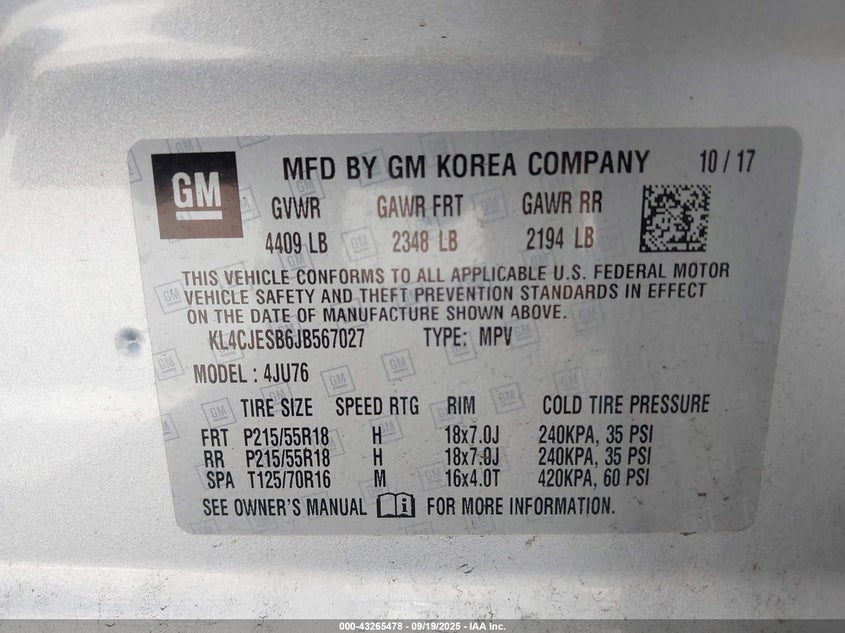 GM
MFD BY GM KOREA COMPANY 10/17
GVWR GAWR FRT GAWR RR
4409 LB 2348 LB 2194 LB
THIS VEHICLE CONFORMS TO ALL APPLICABLE U.S. FEDERAL MOTOR
VEHICLE SAFETY AND THEFT PREVENTION STANDARDS IN EFFECT
ON THE DATE OF MANUFACTURE SHOWN ABOVE.
KL4CJESB6JB567027 TYPE: MPV
MODEL : 4JU76
TIRE SIZE SPEED RTG RIM COLD TIRE PRESSURE
FRT P215/55R18 H 18x7.0J 240KPA, 35 PSI
RR P215/55R18 H 18x7.0J 240KPA, 35 PSI
SPA T125/70R16 M 16x4.0T 420KPA, 60 PSI
SEE OWNER'S MANUAL FOR MORE INFORMATION.
000-43265478 - 09/19/2025 - IAA Inc.